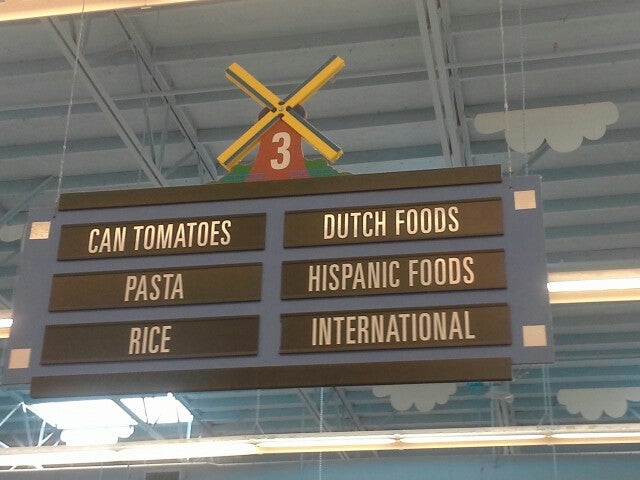 3
CAN TOMATOES
PASTA
RICE
DUTCH FOODS
HISPANIC FOODS
INTERNATIONAL